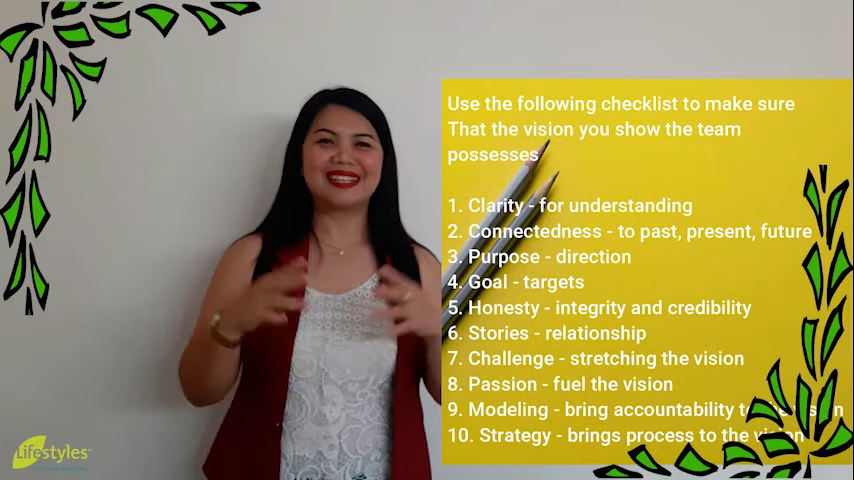 Use the following checklist to make sure
That the vision you show the team
possesses
1. Clarity - for understanding
2. Connectedness - to past, present, future
3. Purpose - direction
4. Goal - targets
5. Honesty - integrity and credibility
6. Stories - relationship
7. Challenge - stretching the vision
8. Passion - fuel the vision
9. Modeling - bring accountability to
10. Strategy - brings process to the vision
Lifestyles